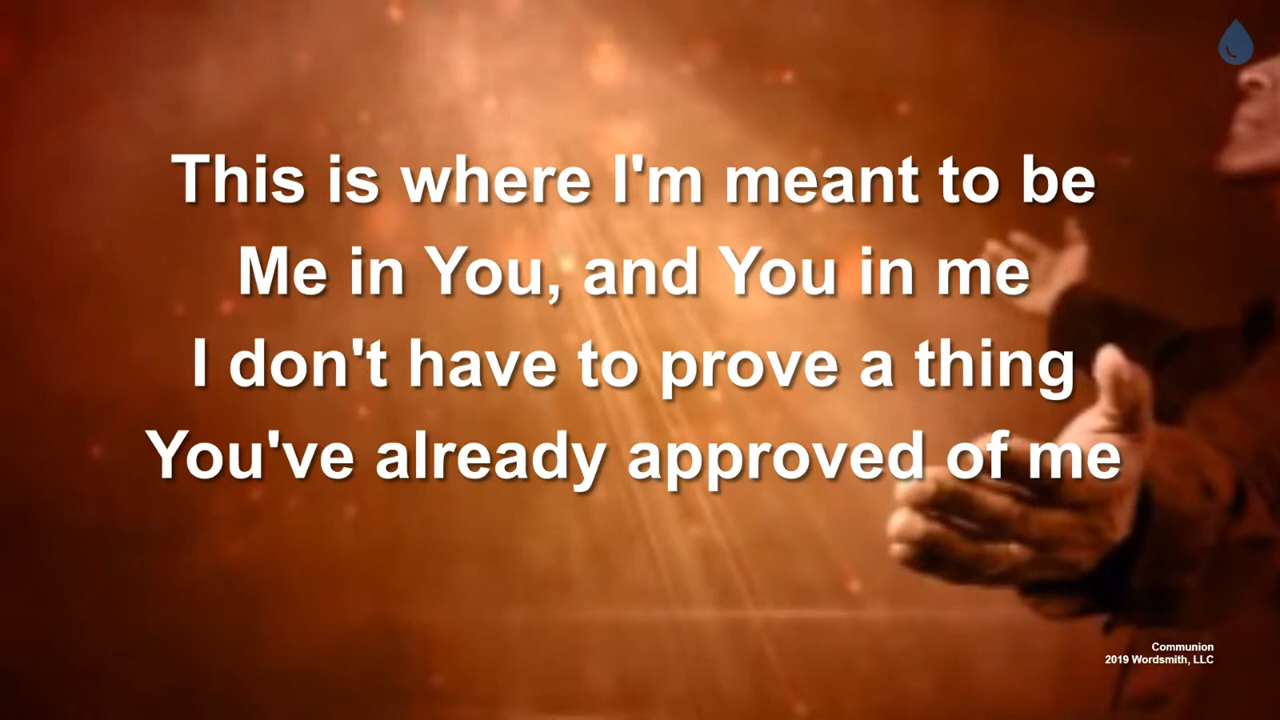 This is where I'm meant to be
Me in You, and You in me
I don't have to prove a thing
You've already approved of me
Communion
2019 Wordsmith, LLC